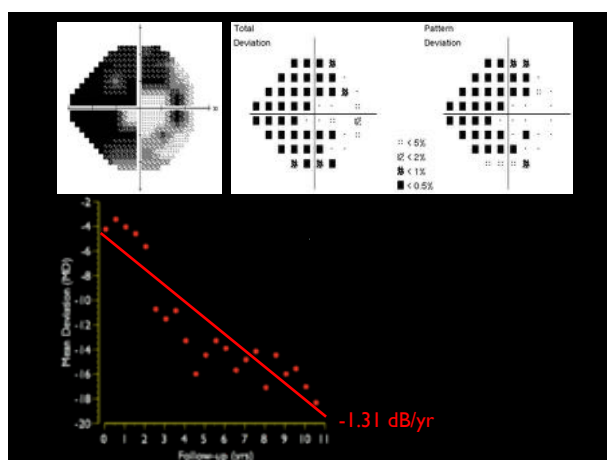 Total
Deviation
Pattern
Deviation
30
:: < 5%
< 2%
< 1%
■ < 0.5%
Mean Deviation (MD)
-2
-4
-6
-8
-10
-12
-14
-16
-18
-20
0 1 2 3 4 5 6 7 8 9 10 11
Follow-up (yrs)
-1.31 dB/yr